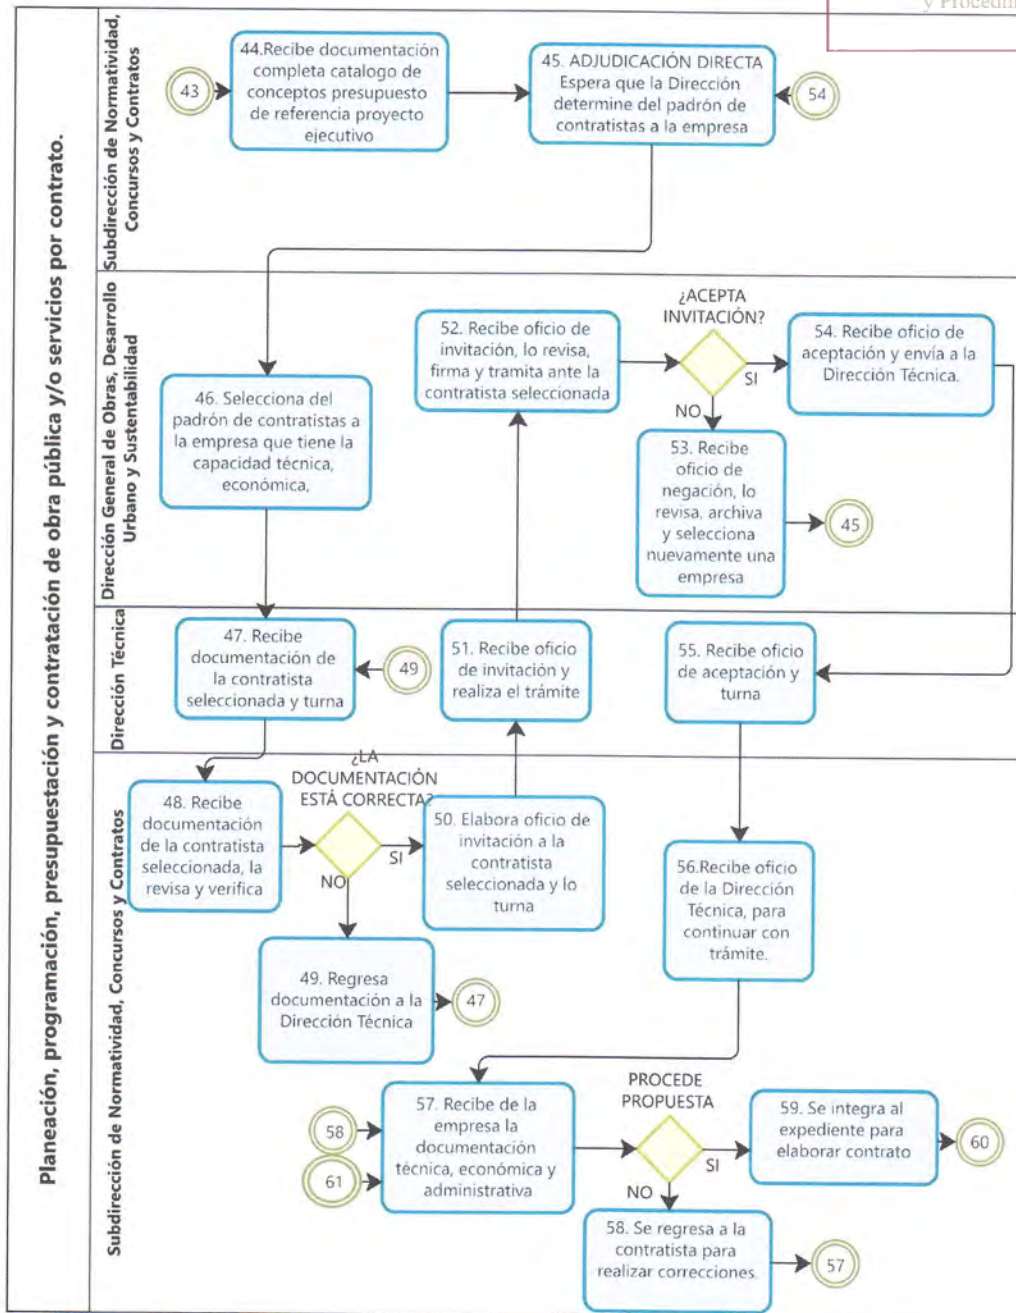 y Procedim
Planeación, programación, presupuestación y contratación de obra pública y/o servicios por contrato.
Subdirección de Normatividad,
Concursos y Contratos
43
44.Recibe documentación
completa catalogo de
conceptos presupuesto
de referencia proyecto
ejecutivo
45. ADJUDICACIÓN DIRECTA
Espera que la Dirección
determine del padrón de
contratistas a la empresa
54
Dirección General de Obras, Desarrollo
Urbano y Sustentabilidad
46. Selecciona del
padrón de contratistas a
la empresa que tiene la
capacidad técnica,
económica,
52. Recibe oficio de
invitación, lo revisa,
firma y tramita ante la
contratista seleccionada
¿ACEPTA
INVITACIÓN?
SI
NO
54. Recibe oficio de
aceptación y envía a la
Dirección Técnica.
53. Recibe
oficio de
negación, lo
revisa, archiva
y selecciona
nuevamente una
empresa
45
Dirección Técnica
47. Recibe
documentación de
la contratista
seleccionada y turna
49
51. Recibe oficio
de invitación y
realiza el trámite
55. Recibe oficio
de aceptación y
turna
Subdirección de Normatividad, Concursos y Contratos
48. Recibe
documentación
de la contratista
seleccionada, la
revisa y verifica
¿LA
DOCUMENTACIÓN
ESTÁ CORRECTA?
SI
NO
50. Elabora oficio de
invitación a la
contratista
seleccionada y lo
turna
56.Recibe oficio
de la Dirección
Técnica, para
continuar con
trámite.
49. Regresa
documentación a la
Dirección Técnica
47
58
61
57. Recibe de la
empresa la
documentación
técnica, económica y
administrativa
PROCEDE
PROPUESTA
SI
NO
59. Se integra al
expediente para
elaborar contrato
60
58. Se regresa a la
contratista para
realizar correcciones.
57